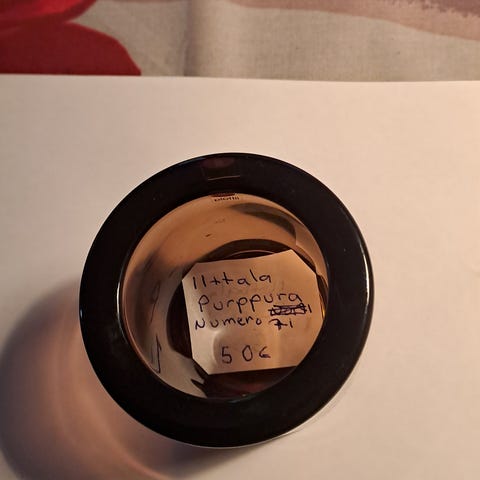 IIttala
Purppura
Numero 71
50€